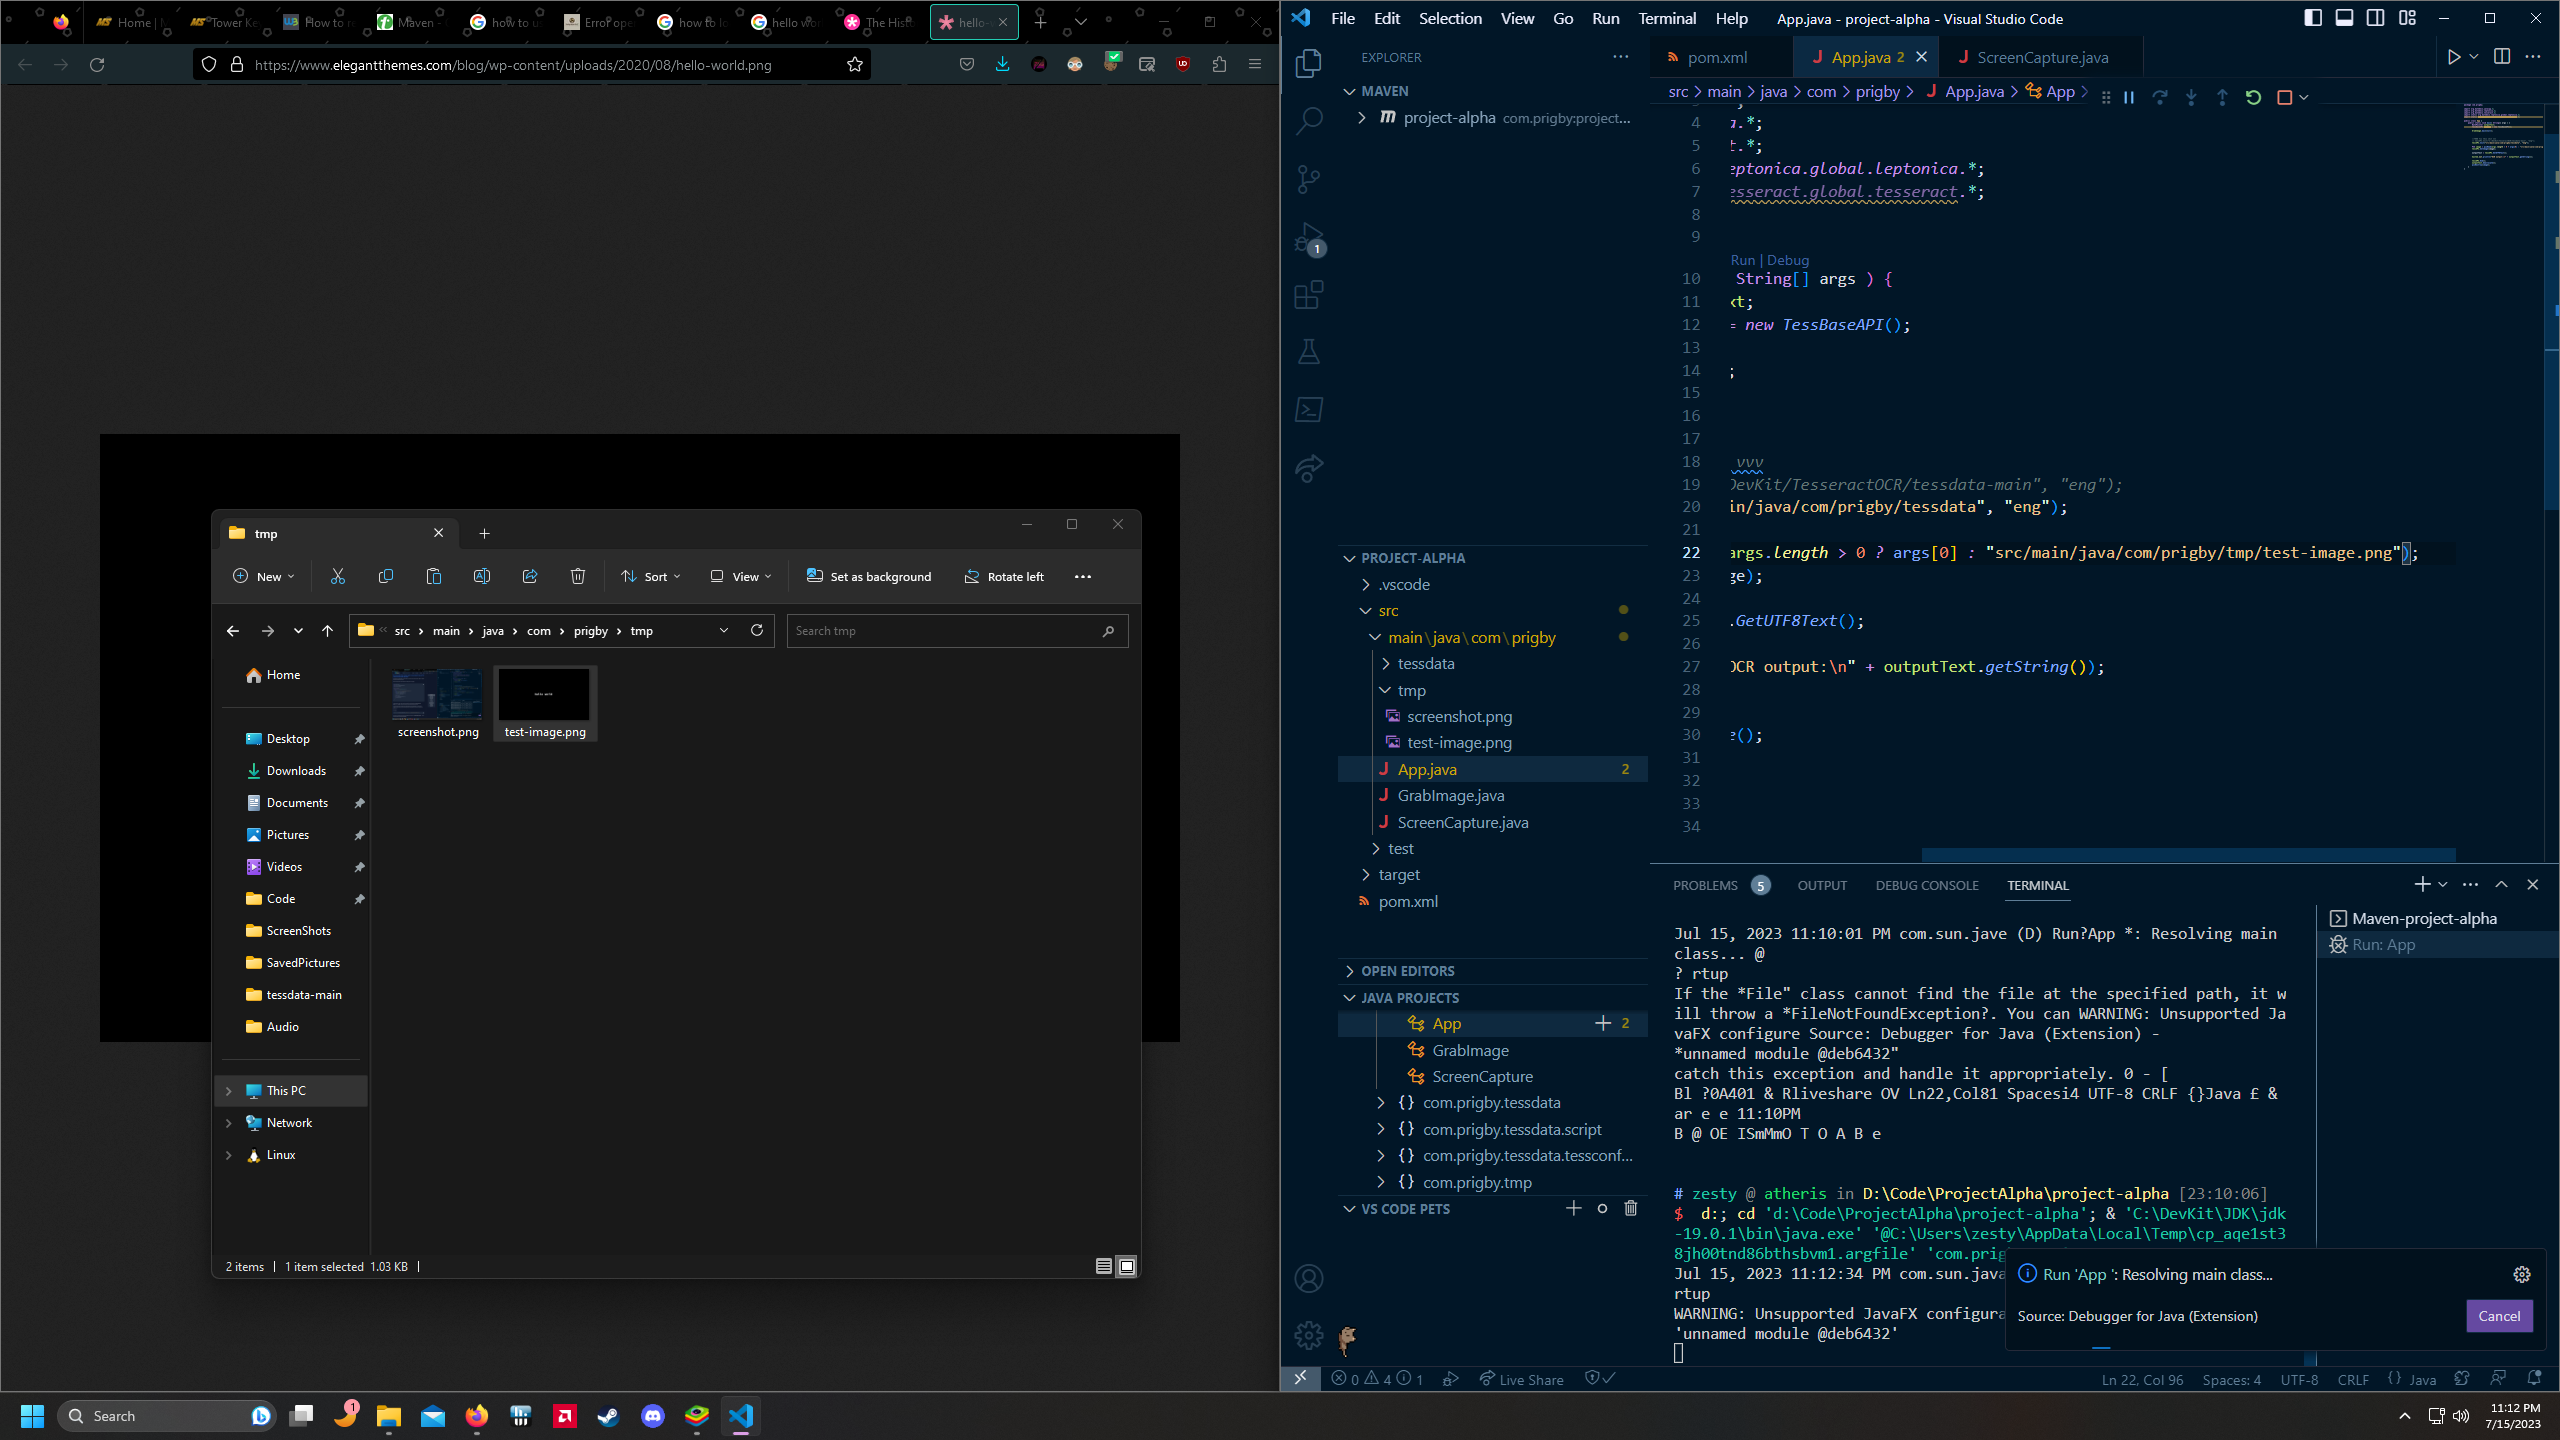 Home | M
Tower Ke
How to r
Maven -
how to u
Error ope
how to lo
hello wor
The Hist
hello-w
https://www.elegantthemes.com/blog/wp-content/uploads/2020/08/hello-world.png
tmp
New
Sort
View
Set as background
Rotate left
src
main
java
com
prigby
tmp
Search tmp
Home
Desktop
Downloads
Documents
Pictures
Videos
Code
ScreenShots
SavedPictures
tessdata-main
Audio
This PC
Network
Linux
screenshot.png
test-image.png
2 items
1 item selected 1.03 KB
File Edit Selection View Go Run Terminal Help
App.java - project-alpha - Visual Studio Code
EXPLORER
MAVEN
project-alpha com.prigby:project...
PROJECT-ALPHA
.vscode
src
main\java\com\prigby
tessdata
tmp
screenshot.png
test-image.png
App.java 2
GrabImage.java
ScreenCapture.java
test
target
pom.xml
OPEN EDITORS
JAVA PROJECTS
App 2
GrabImage
ScreenCapture
{} com.prigby.tessdata
{} com.prigby.tessdata.script
{} com.prigby.tessdata.tessconf...
{} com.prigby.tmp
VS CODE PETS
1
pom.xml
App.java 2
ScreenCapture.java
src > main > java > com > prigby > App.java > App >
4 .*;
5 t.*;
6 eptonica.global.leptonica.*;
7 esseract.global.tesseract.*;
8
9
Run | Debug
10 String[] args ) {
11 xt;
12 = new TessBaseAPI();
13
14 ;
15
16
17
18 vvv
19 DevKit/TesseractOCR/tessdata-main", "eng");
20 in/java/com/prigby/tessdata", "eng");
21
22 args.length > 0 ? args[0] : "src/main/java/com/prigby/tmp/test-image.png");
23 ge);
24
25 .GetUTF8Text();
26
27 OCR output:\n" + outputText.getString());
28
29
30 e();
31
32
33
34
PROBLEMS 5
OUTPUT
DEBUG CONSOLE
TERMINAL
Maven-project-alpha
Run: App
Jul 15, 2023 11:10:01 PM com.sun.jave (D) Run?App *: Resolving main
class... @
? rtup
If the *File" class cannot find the file at the specified path, it w
ill throw a *FileNotFoundException?. You can WARNING: Unsupported Ja
vaFX configure Source: Debugger for Java (Extension) -
*unnamed module @deb6432"
catch this exception and handle it appropriately. 0 - [
Bl ?0A401 & Rliveshare OV Ln22,Col81 Spacesi4 UTF-8 CRLF {}Java £ &
ar e e 11:10PM
B @ OE ISmMmO T O A B e
# zesty @ atheris in D:\Code\ProjectAlpha\project-alpha [23:10:06]
$ d:; cd 'd:\Code\ProjectAlpha\project-alpha'; & 'C:\DevKit\JDK\jdk
-19.0.1\bin\java.exe' '@C:\Users\zesty\AppData\Local\Temp\cp_aqe1st3
8jh00tnd86bthsbvm1.argfile' 'com.prig
Jul 15, 2023 11:12:34 PM com.sun.java
rtup
WARNING: Unsupported JavaFX configura
'unnamed module @deb6432'
Run 'App ': Resolving main class...
Source: Debugger for Java (Extension)
Cancel
0 4 1
Live Share
Ln 22, Col 96
Spaces: 4
UTF-8
CRLF
{} Java
Search
1
11:12 PM
7/15/2023